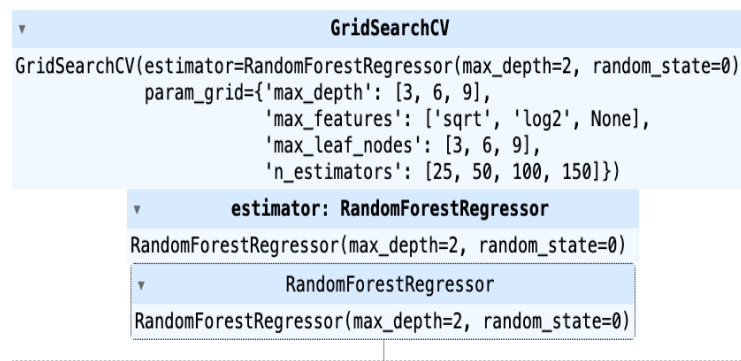 GridSearchCV
GridSearchCV(estimator=RandomForestRegressor(max_depth=2, random_state=0)
param_grid={'max_depth': [3, 6, 9],
'max_features': ['sqrt', 'log2', None],
'max_leaf_nodes': [3, 6, 9],
'n_estimators': [25, 50, 100, 150]})
estimator: RandomForestRegressor
RandomForestRegressor(max_depth=2, random_state=0)
RandomForestRegressor
RandomForestRegressor(max_depth=2, random_state=0)